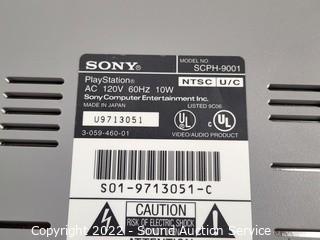 SONY
MODEL NO
SCPH-9001
PlayStation®
NTSC U/C
AC 120V 60Hz 10W
Sony Computer Entertainment Inc.
LISTED 9C06
MADE IN JAPAN
U9713051
UL
UL
3-059-460-01
VIDEO/AUDIO PRODUCT
S01-9713051-C
CAUTION
RISK OF ELECTRIC SHOCK
Copyright 2022 - Sound Auction Service